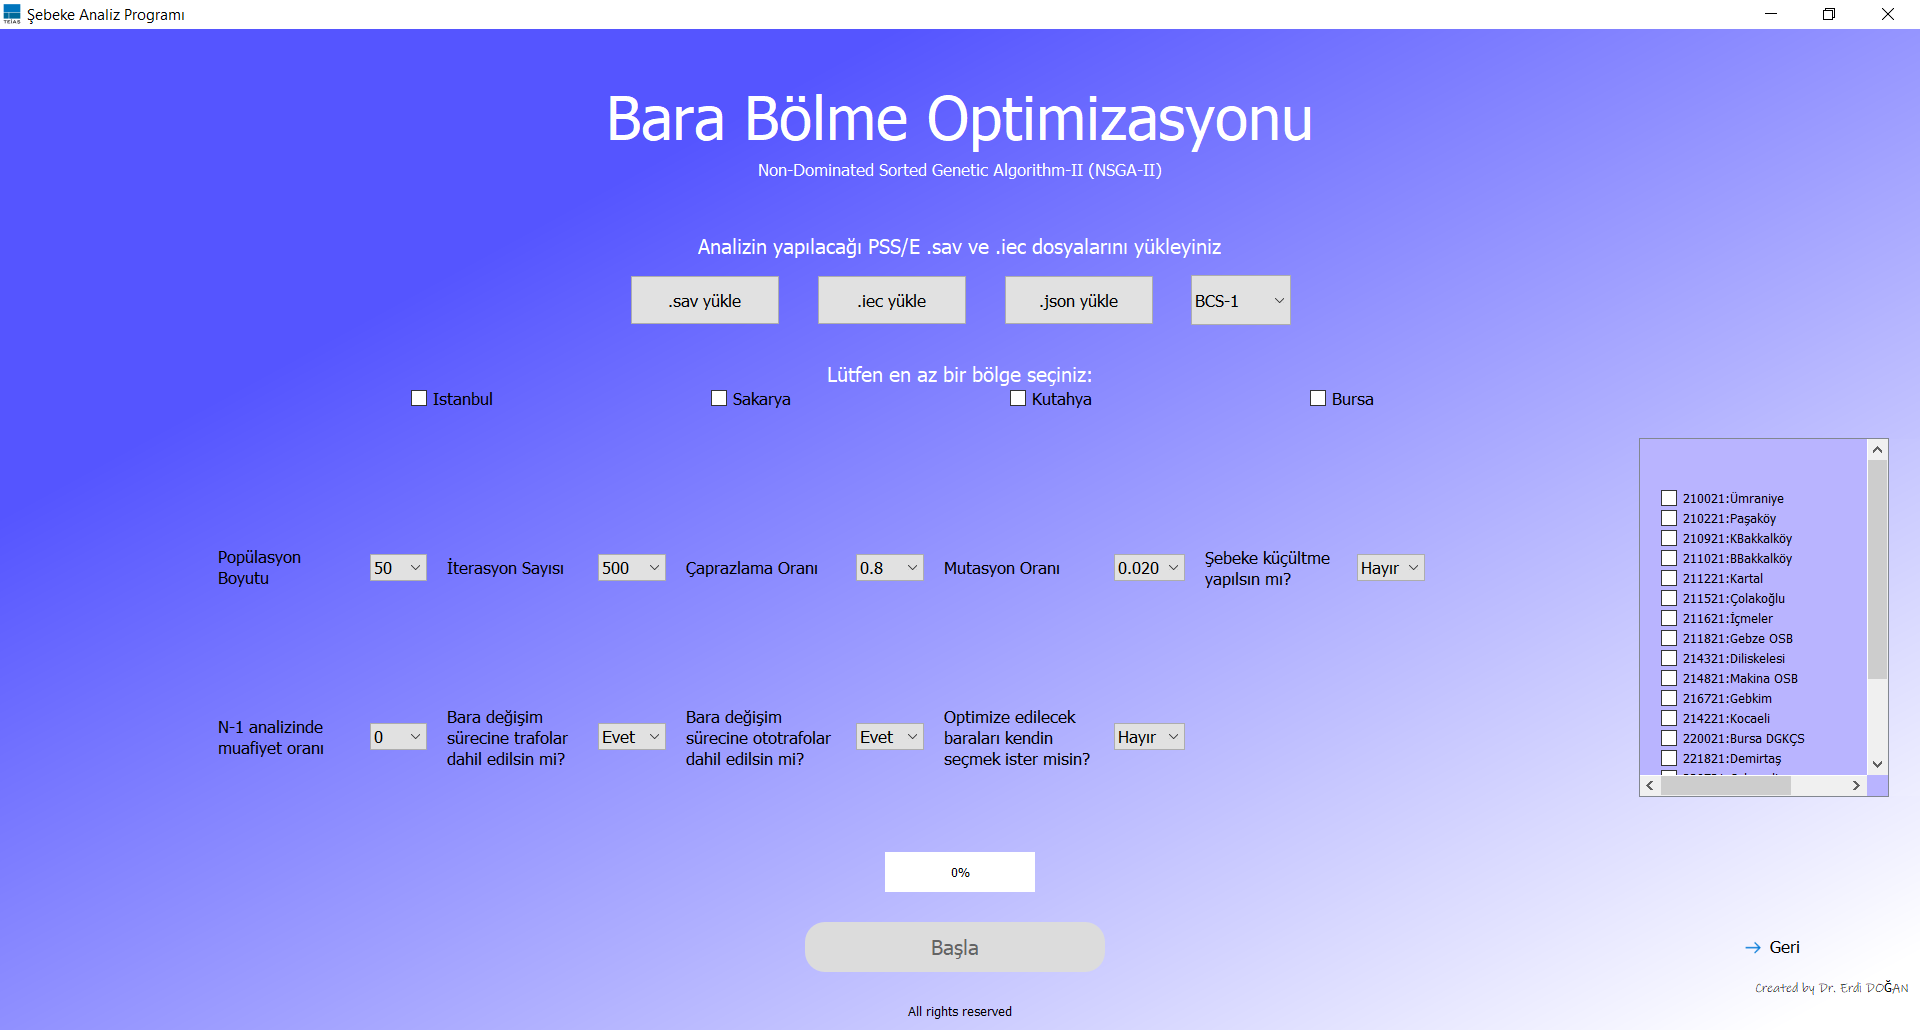 TEİAŞ
Şebeke Analiz Programı
Bara Bölme Optimizasyonu
Non-Dominated Sorted Genetic Algorithm-II (NSGA-II)
Analizin yapılacağı PSS/E .sav ve .iec dosyalarını yükleyiniz
.sav yükle
.iec yükle
.json yükle
BCS-1
Lütfen en az bir bölge seçiniz:
Istanbul
Sakarya
Kutahya
Bursa
Popülasyon
Boyutu
50
İterasyon Sayısı
500
Çaprazlama Oranı
0.8
Mutasyon Oranı
0.020
Şebeke küçültme
yapılsın mı?
Hayır
N-1 analizinde
muafiyet oranı
0
Bara değişim
sürecine trafolar
dahil edilsin mi?
Evet
Bara değişim
sürecine ototrafolar
dahil edilsin mi?
Evet
Optimize edilecek
baraları kendin
seçmek ister misin?
Hayır
210021:Ümraniye
210221:Paşaköy
210921:KBakkalköy
211021:BBakkalköy
211221:Kartal
211521:Çolakoğlu
211621:İçmeler
211821:Gebze OSB
214321:Diliskelesi
214821:Makina OSB
216721:Gebkim
214221:Kocaeli
220021:Bursa DGKÇS
221821:Demirtaş
0%
Başla
Geri
Created by Dr. Erdi DOĞAN
All rights reserved